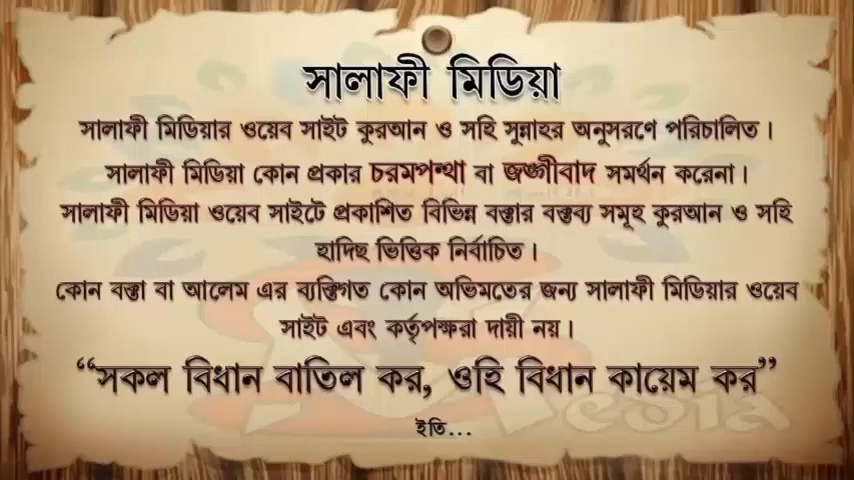 সালাফী মিডিয়া
সালাফী মিডিয়ার ওয়েব সাইট কুরআন ও সহি সুন্নাহর অনুসরণে পরিচালিত।
সালাফী মিডিয়া কোন প্রকার চরমপন্থা বা জঙ্গীবাদ সমর্থন করেনা।
সালাফী মিডিয়া ওয়েব সাইটে প্রকাশিত বিভিন্ন বক্তার বক্তব্য সমূহ কুরআন ও সহি
হাদিছ ভিত্তিক নির্বাচিত।
কোন বক্তা বা আলেম এর ব্যক্তিগত কোন অভিমতের জন্য সালাফী মিডিয়ার ওয়েব
সাইট এবং কর্তৃপক্ষরা দায়ী নয়।
“সকল বিধান বাতিল কর, ওহি বিধান কায়েম কর”
ইতি...